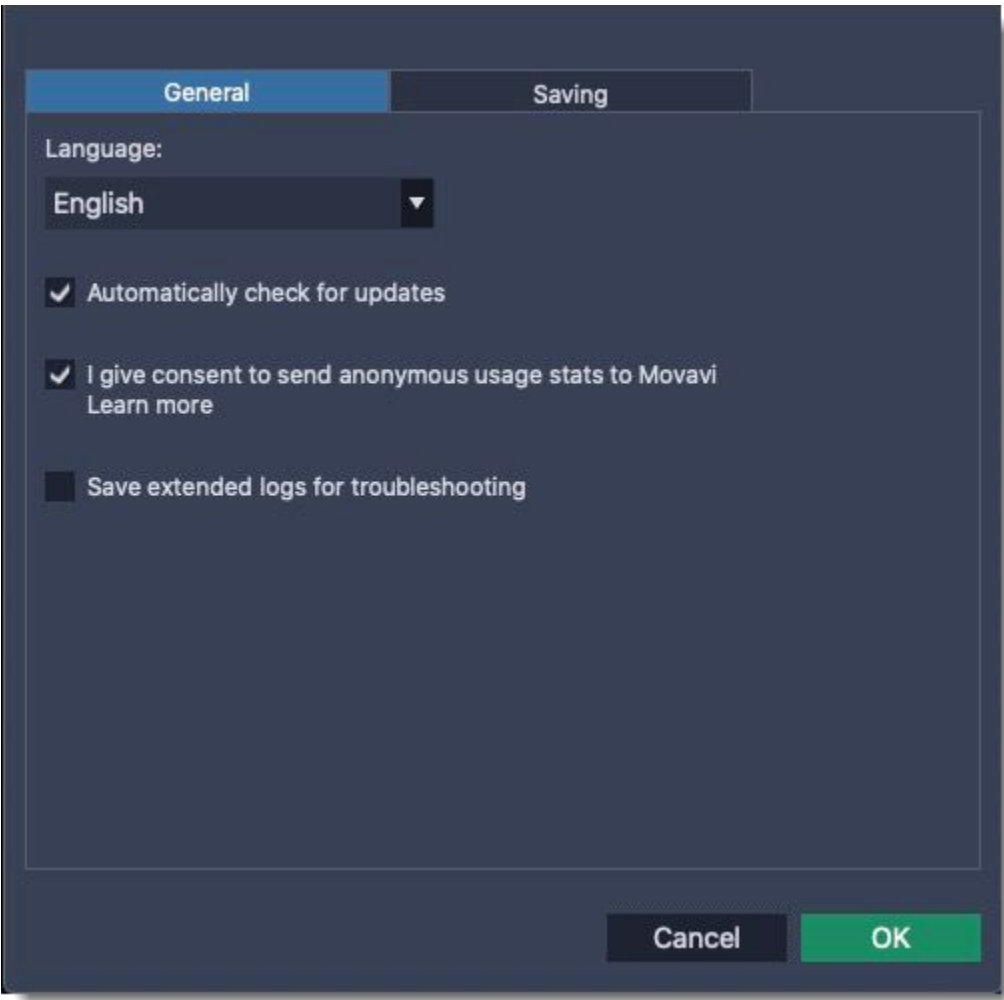 General
Saving
Language:
English
Automatically check for updates
I give consent to send anonymous usage stats to Movavi
Learn more
Save extended logs for troubleshooting
Cancel
OK